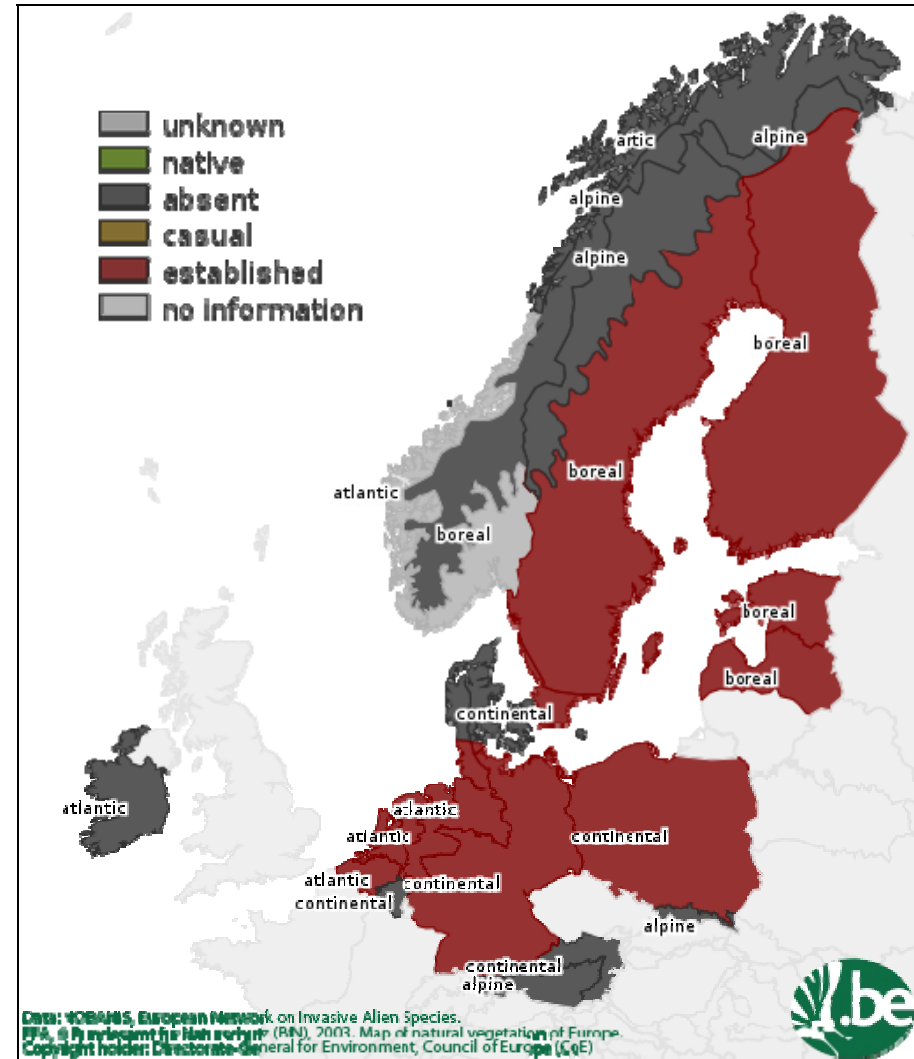 unknown
native
absent
casual
established
no information
artic
alpine
alpine
alpine
boreal
boreal
atlantic
boreal
boreal
boreal
continental
atlantic
atlantic
atlantic
continental
atlantic
continental
continental
alpine
continental
alpine
.be
Data: European Network on Invasive Alien Species.
(BfN), 2003. Map of natural vegetation of Europe.
Copyright holder: Directorate-General for Environment, Council of Europe (CoE)